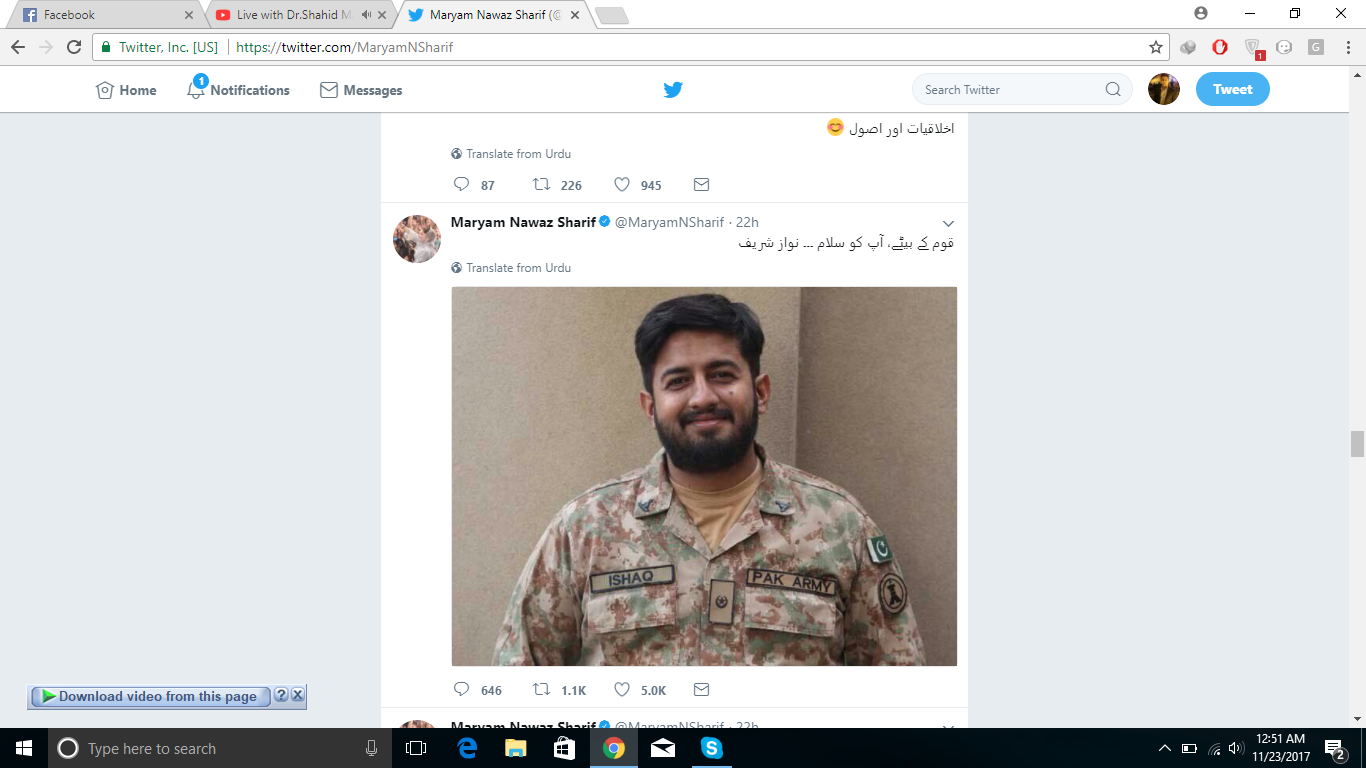 Facebook
Live with Dr.Shahid M
Maryam Nawaz Sharif (@
Twitter, Inc. [US]
https://twitter.com/MaryamNSharif
1
G
Home
1
Notifications
Messages
Search Twitter
Tweet
اخلاقیات اور اصول 😊
Translate from Urdu
87
226
945
Maryam Nawaz Sharif @MaryamNSharif · 22h
قوم کے بیٹے، آپ کو سلام ... نواز شریف
Translate from Urdu
ISHAQ
PAK ARMY
646
1.1K
5.0K
Download video from this page
?
Maryam Nawaz Sharif @MaryamNSharif · 22h
Type here to search
12:51 AM
11/23/2017
2